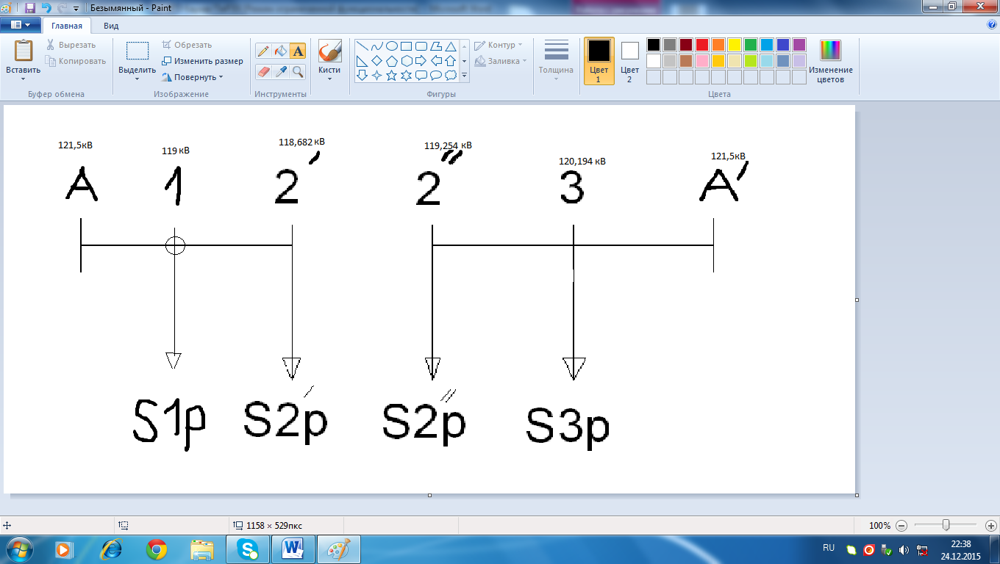 Безымянный - Paint
Главная Вид
Вставить
Вырезать
Копировать
Буфер обмена
Выделить
Обрезать
Изменить размер
Повернуть
Изображение
A
Инструменты
Кисти
Фигуры
Контур
Заливка
Толщина
Цвет 1
Цвет 2
Изменение цветов
Цвета
121,5кВ
119 кВ
118,682 кВ
119,254 кВ
120,194 кВ
121,5кВ
A 1 2′ 2″ 3 A′
S1p S2p′ S2p″ S3p
1158 × 529пкс
100%
RU
22:38
24.12.2015